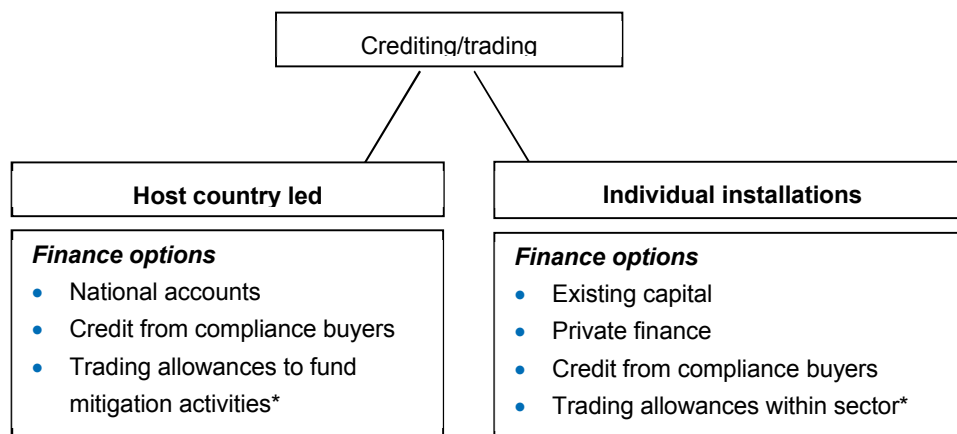 Crediting/trading
Host country led
Individual installations
Finance options
• National accounts
• Credit from compliance buyers
• Trading allowances to fund
mitigation activities*
Finance options
• Existing capital
• Private finance
• Credit from compliance buyers
• Trading allowances within sector*